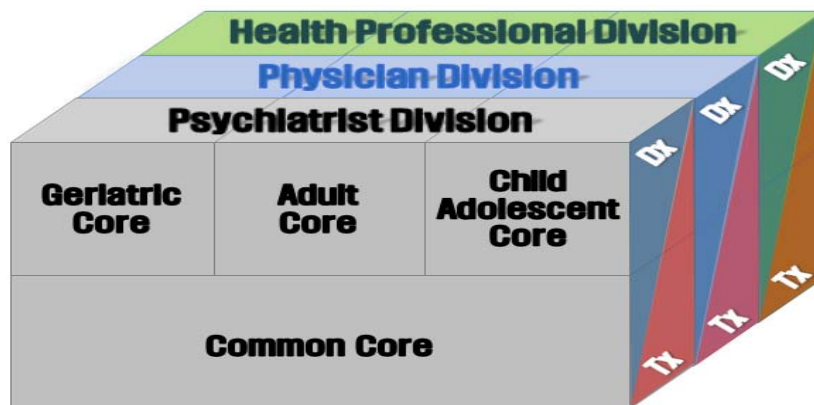 Health Professional Division
Physician Division
Psychiatrist Division
Geriatric
Core
Adult
Core
Child
Adolescent
Core
Common Core
Dx
Dx
Dx
Tx
Tx
Tx